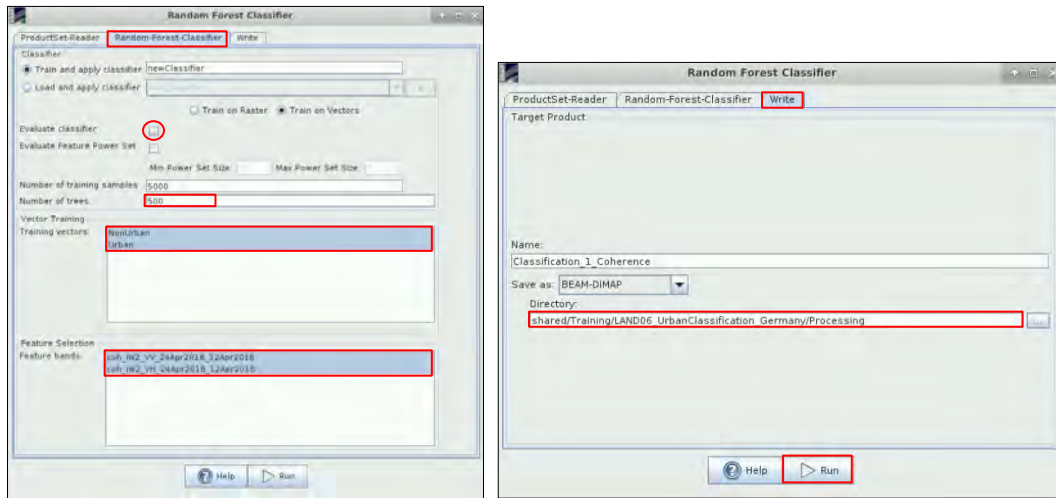 Random Forest Classifier
ProductSet-Reader Random-Forest-Classifier Write
Classifier
Train and apply classifier newClassifier
Load and apply classifier
Train on Raster Train on Vectors
Evaluate classifier
Evaluate Feature Power Set
Min Power Set Size: Max Power Set Size:
Number of training samples: 5000
Number of trees: 500
Vector Training
Training vectors: NonUrban
Urban
Feature Selection
Feature bands: coh_IW2_VV_24Apr2018_12Apr2018
coh_IW2_VH_24Apr2018_12Apr2018
Help Run
Random Forest Classifier
ProductSet-Reader Random-Forest-Classifier Write
Target Product
Name:
Classification_1_Coherence
Save as: BEAM-DIMAP
Directory:
shared/Training/LAND06_UrbanClassification_Germany/Processing
...
Help Run